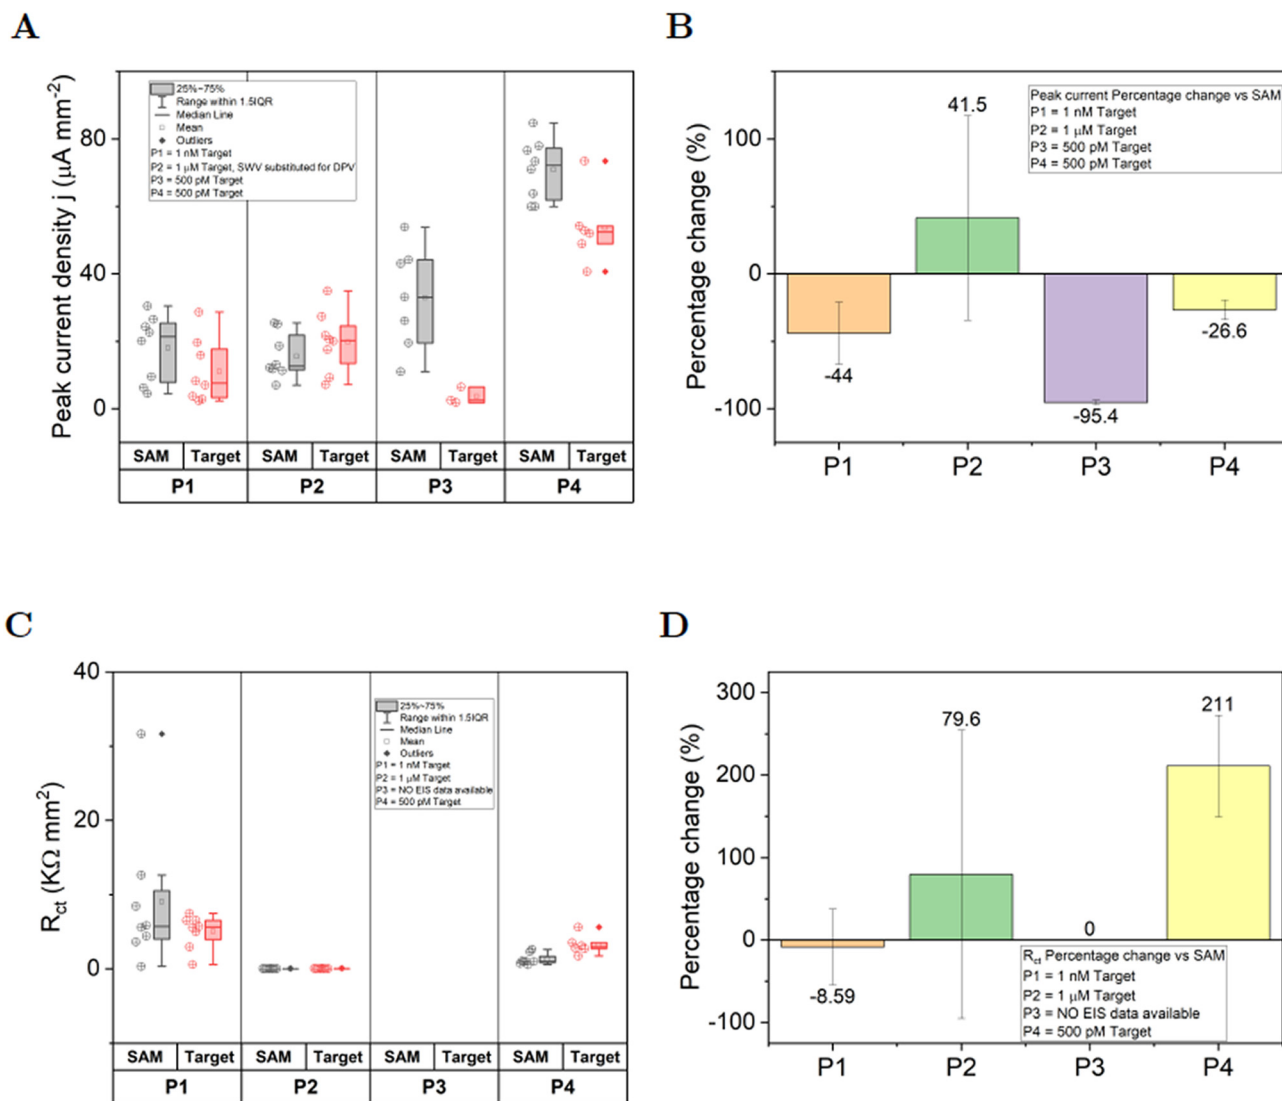 A
Peak current density j (µA mm⁻²)
80
40
0
25%~75%
Range within 1.5IQR
Median Line
Mean
Outliers
P1 = 1 nM Target
P2 = 1 µM Target, SWV substituted for DPV
P3 = 500 pM Target
P4 = 500 pM Target
SAM Target SAM Target SAM Target SAM Target
P1 P2 P3 P4
B
Percentage change (%)
100
0
-100
Peak current Percentage change vs SAM
P1 = 1 nM Target
P2 = 1 µM Target
P3 = 500 pM Target
P4 = 500 pM Target
41.5
-44
-95.4
-26.6
P1 P2 P3 P4
C
Rct (KΩ mm²)
40
20
0
25%~75%
Range within 1.5IQR
Median Line
Mean
Outliers
P1 = 1 nM Target
P2 = 1 µM Target
P3 = NO EIS data available
P4 = 500 pM Target
SAM Target SAM Target SAM Target
P1 P2 P3 P4
D
Percentage change (%)
300
200
100
0
-100
79.6
211
0
-8.59
Rct Percentage change vs SAM
P1 = 1 nM Target
P2 = 1 µM Target
P3 = NO EIS data available
P4 = 500 pM Target
P1 P2 P3 P4